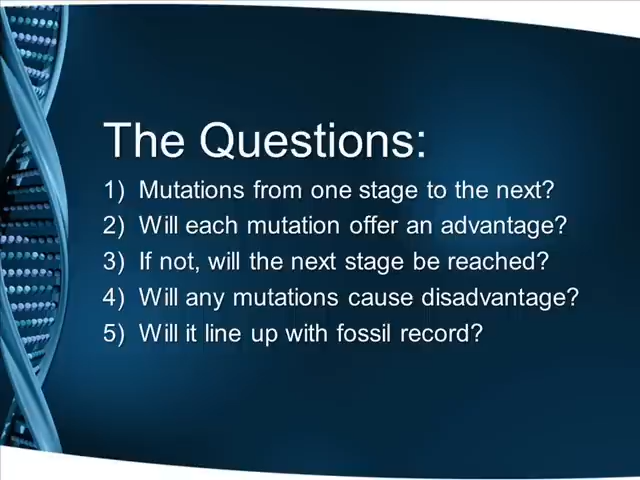 The Questions:
1) Mutations from one stage to the next?
2) Will each mutation offer an advantage?
3) If not, will the next stage be reached?
4) Will any mutations cause disadvantage?
5) Will it line up with fossil record?